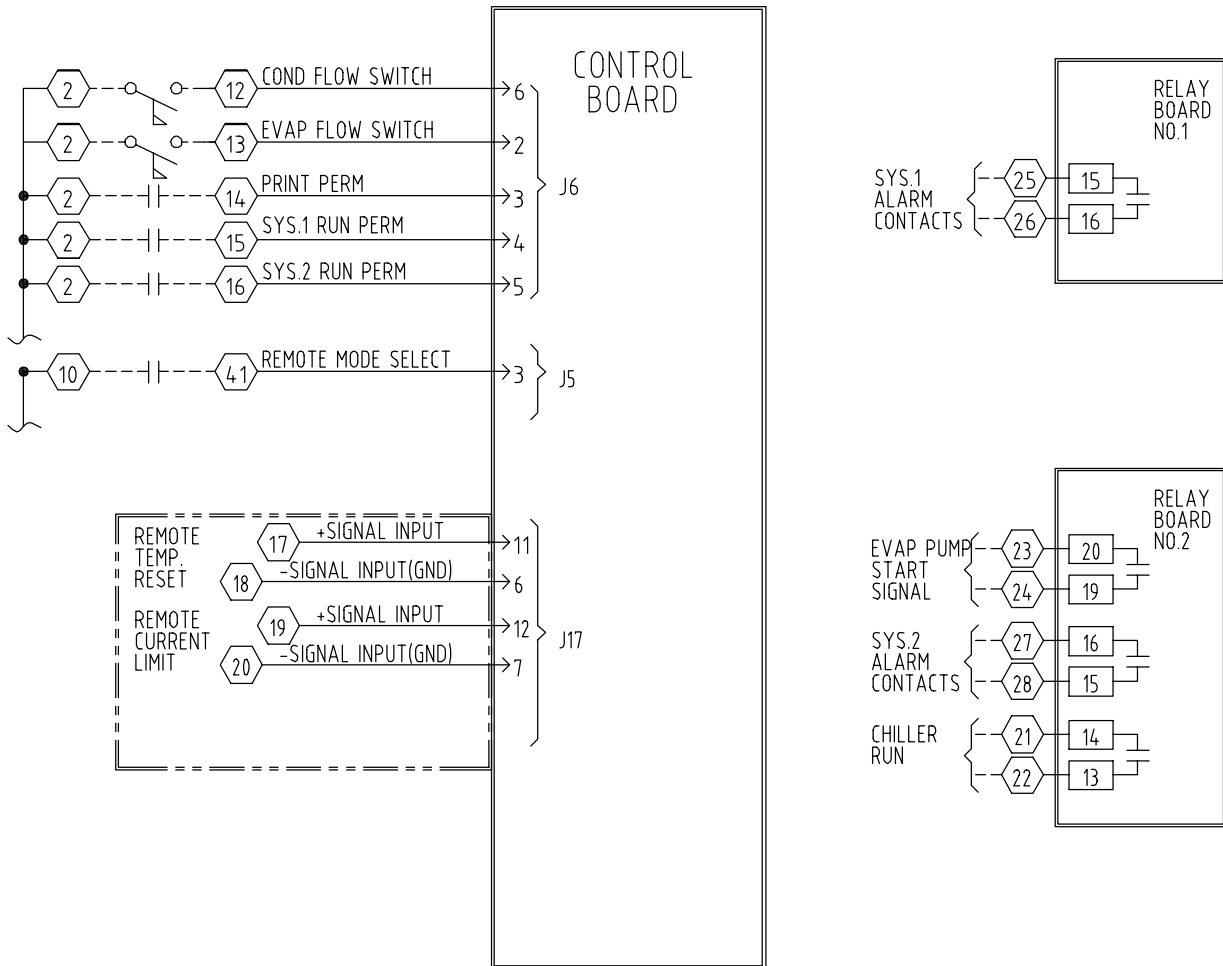 CONTROL
BOARD
2 12 COND FLOW SWITCH 6
2 13 EVAP FLOW SWITCH 2
2 14 PRINT PERM 3
J6
2 15 SYS.1 RUN PERM 4
2 16 SYS.2 RUN PERM 5
10 41 REMOTE MODE SELECT 3
J5
REMOTE
TEMP.
RESET
17 +SIGNAL INPUT 11
18 -SIGNAL INPUT(GND) 6
REMOTE
CURRENT
LIMIT
19 +SIGNAL INPUT 12
20 -SIGNAL INPUT(GND) 7
J17
RELAY
BOARD
NO.1
SYS.1
ALARM
CONTACTS
25 15
26 16
RELAY
BOARD
NO.2
EVAP PUMP
START
SIGNAL
23 20
24 19
SYS.2
ALARM
CONTACTS
27 16
28 15
CHILLER
RUN
21 14
22 13